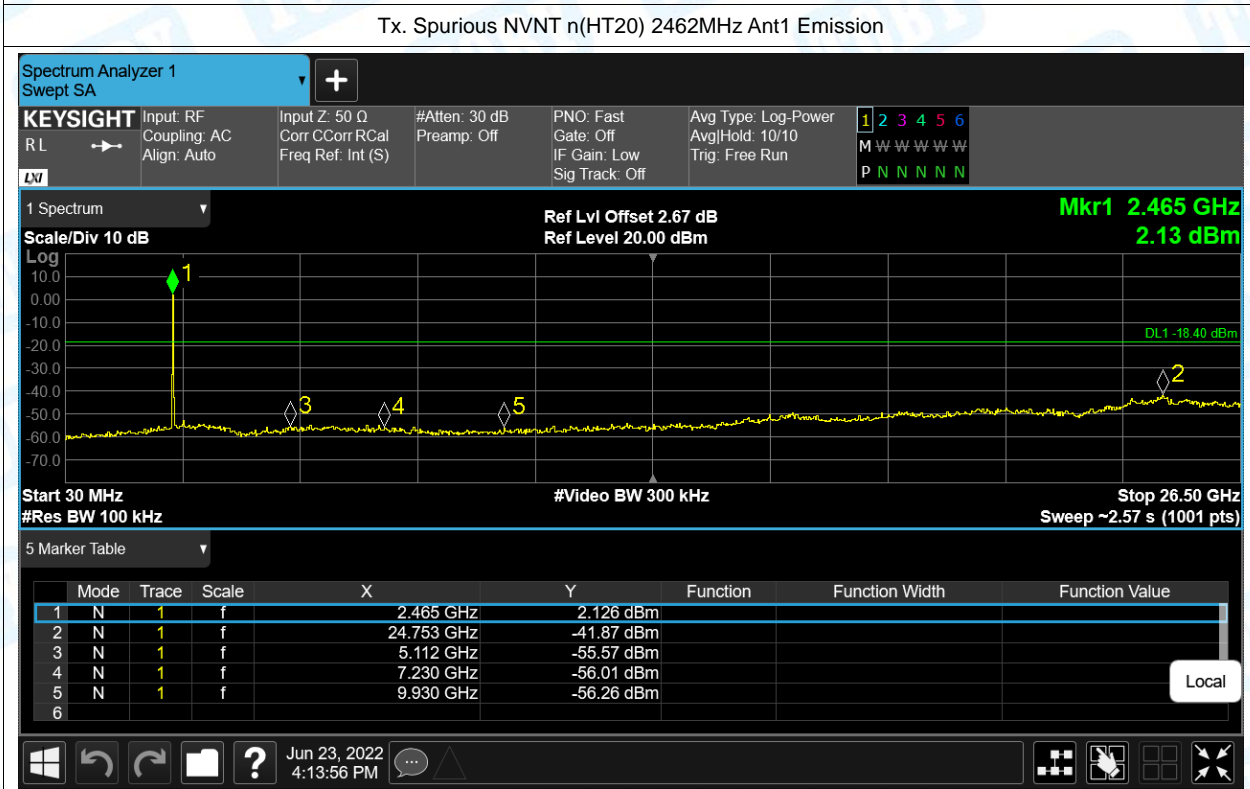 Tx. Spurious NVNT n(HT20) 2462MHz Ant1 Emission
Spectrum Analyzer 1
Swept SA
KEYSIGHT
R L
LXI
Input: RF
Coupling: AC
Align: Auto
Input Z: 50 Ω
Corr CCorr RCal
Freq Ref: Int (S)
#Atten: 30 dB
Preamp: Off
PNO: Fast
Gate: Off
IF Gain: Low
Sig Track: Off
Avg Type: Log-Power
Avg|Hold: 10/10
Trig: Free Run
1 2 3 4 5 6
M W W W W W
P N N N N N
1 Spectrum
Scale/Div 10 dB
Ref Lvl Offset 2.67 dB
Ref Level 20.00 dBm
Mkr1 2.465 GHz
2.13 dBm
Log
10.0
0.00
-10.0
-20.0
-30.0
-40.0
-50.0
-60.0
-70.0
1
DL1 -18.40 dBm
2
3
4
5
Start 30 MHz
#Video BW 300 kHz
Stop 26.50 GHz
#Res BW 100 kHz
Sweep ~2.57 s (1001 pts)
5 Marker Table
Mode Trace Scale X Y Function Function Width Function Value
1 N 1 f 2.465 GHz 2.126 dBm
2 N 1 f 24.753 GHz -41.87 dBm
3 N 1 f 5.112 GHz -55.57 dBm
4 N 1 f 7.230 GHz -56.01 dBm
5 N 1 f 9.930 GHz -56.26 dBm
6
Local
?
Jun 23, 2022
4:13:56 PM